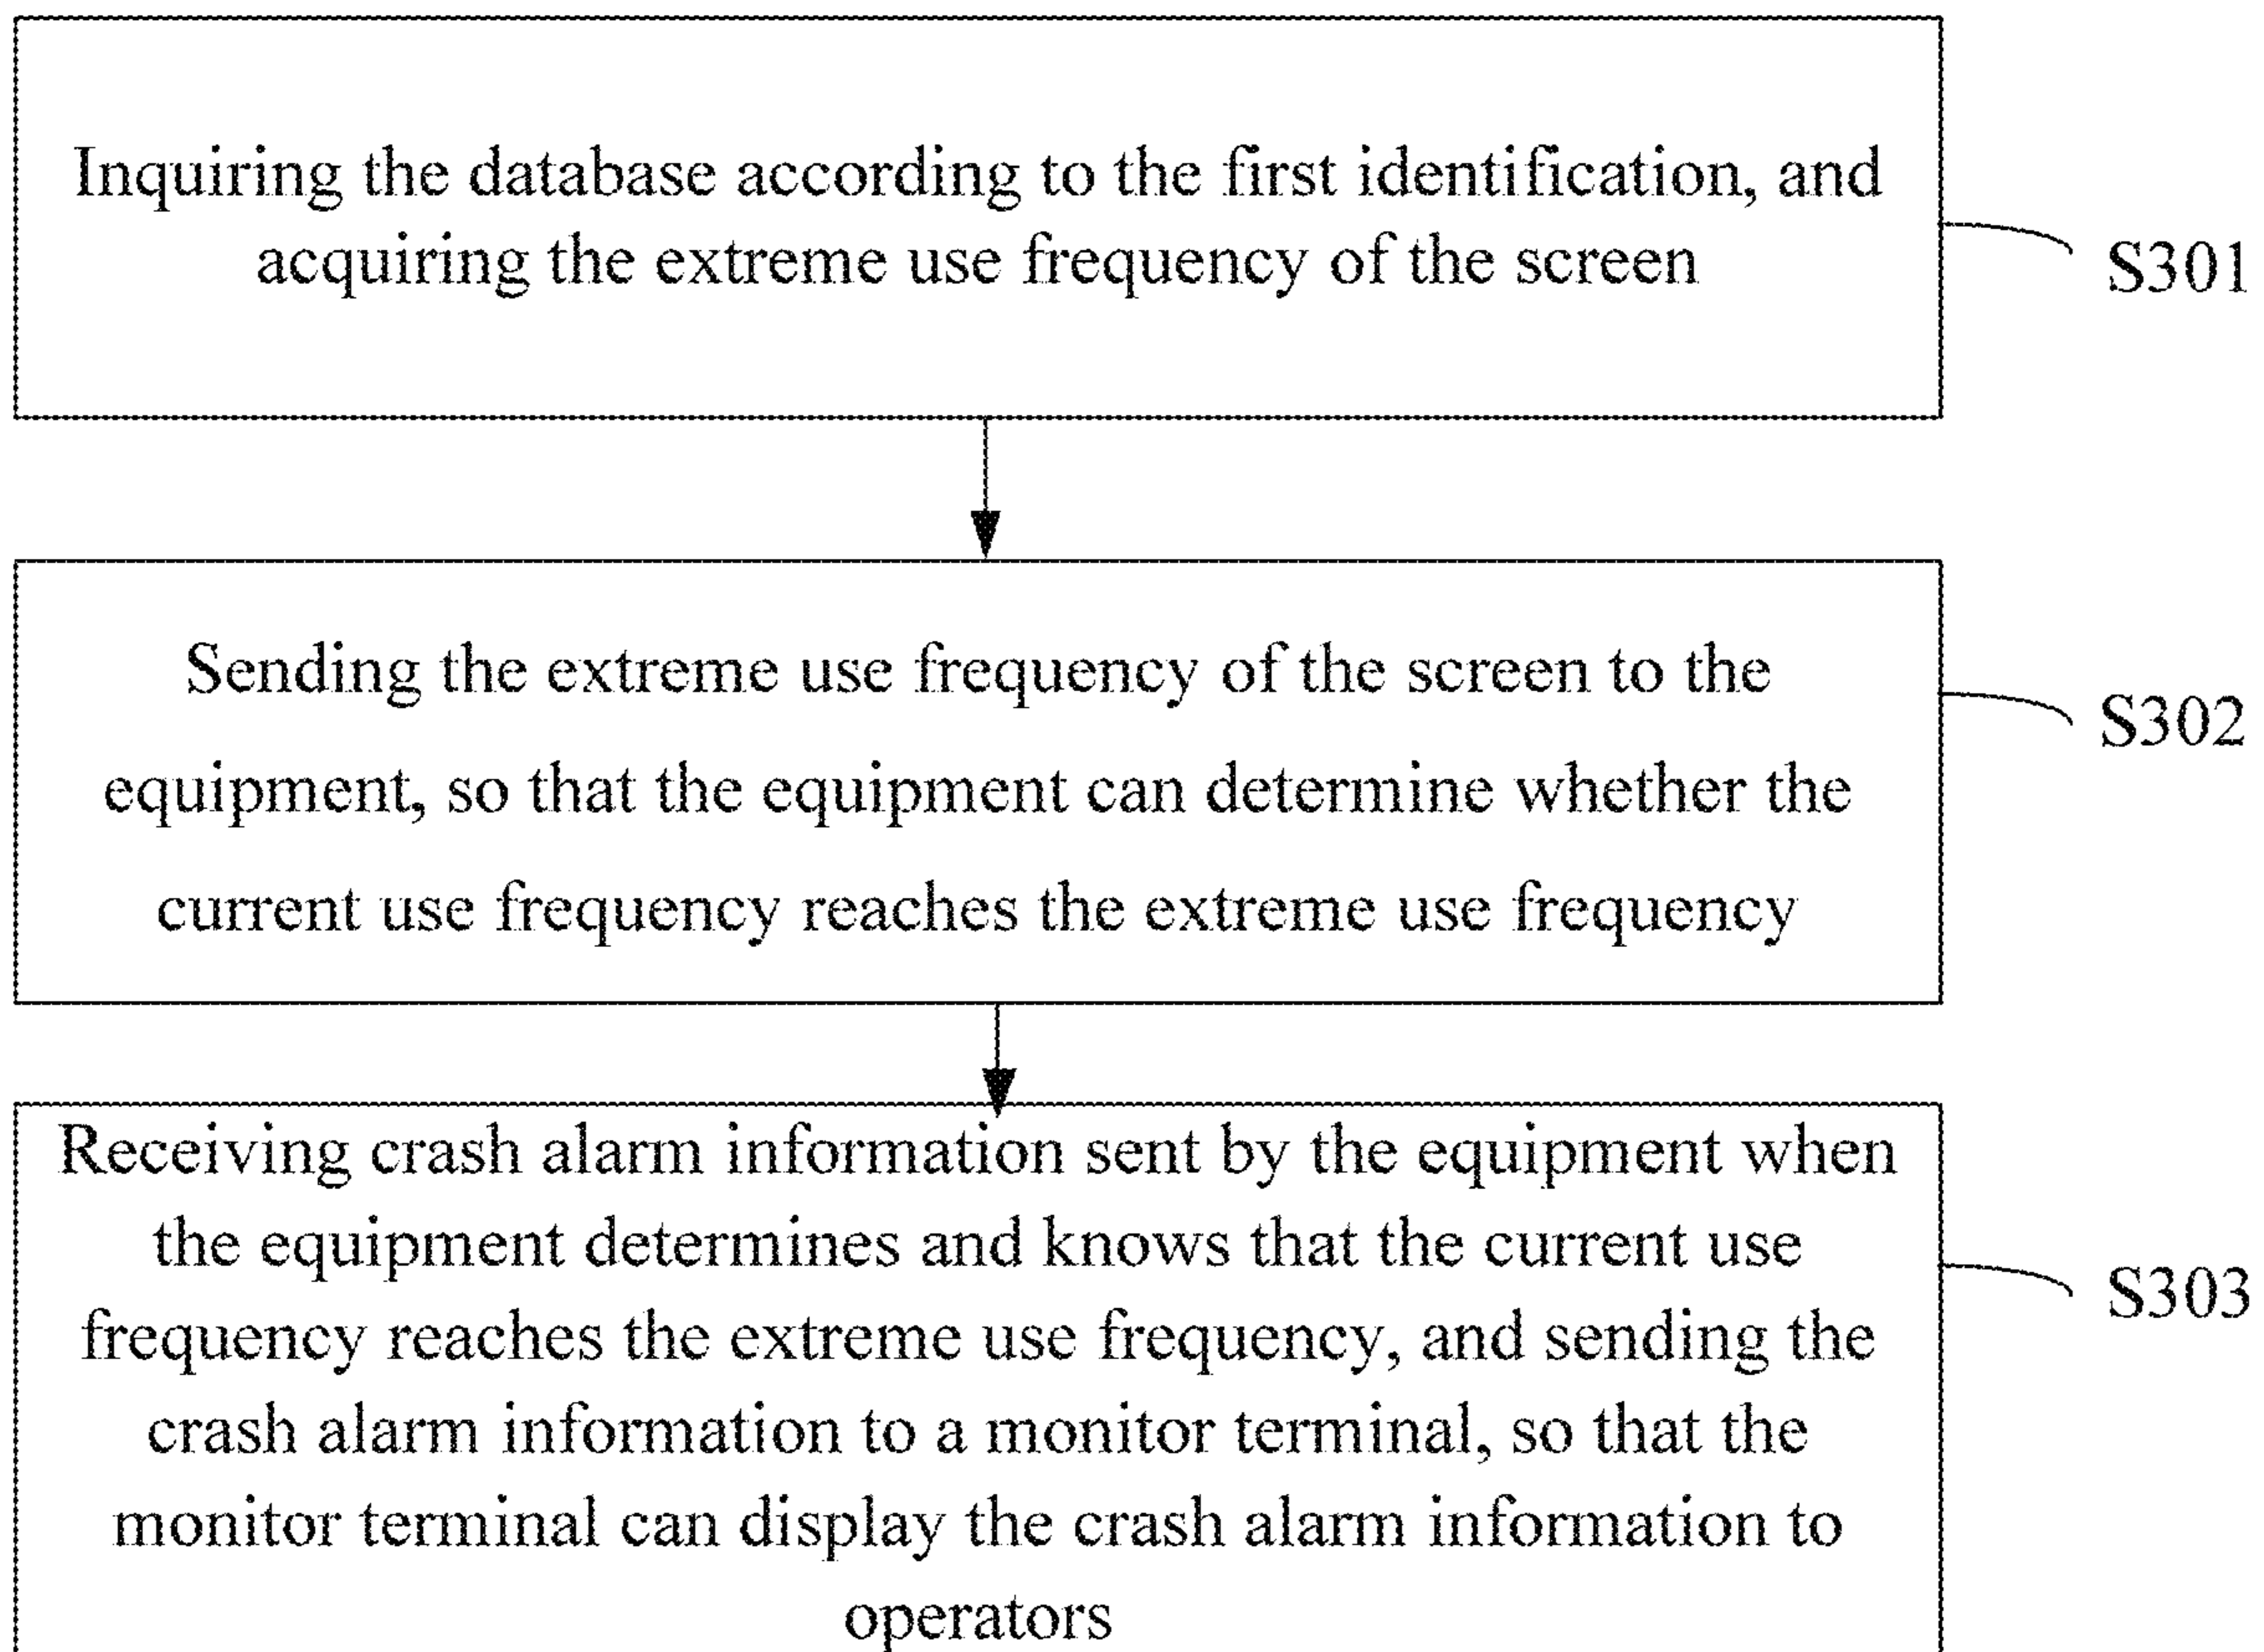 Inquiring the database according to the first identification, and
acquiring the extreme use frequency of the screen
S301
Sending the extreme use frequency of the screen to the
equipment, so that the equipment can determine whether the
current use frequency reaches the extreme use frequency
S302
Receiving crash alarm information sent by the equipment when
the equipment determines and knows that the current use
frequency reaches the extreme use frequency, and sending the
crash alarm information to a monitor terminal, so that the
monitor terminal can display the crash alarm information to
operators
S303